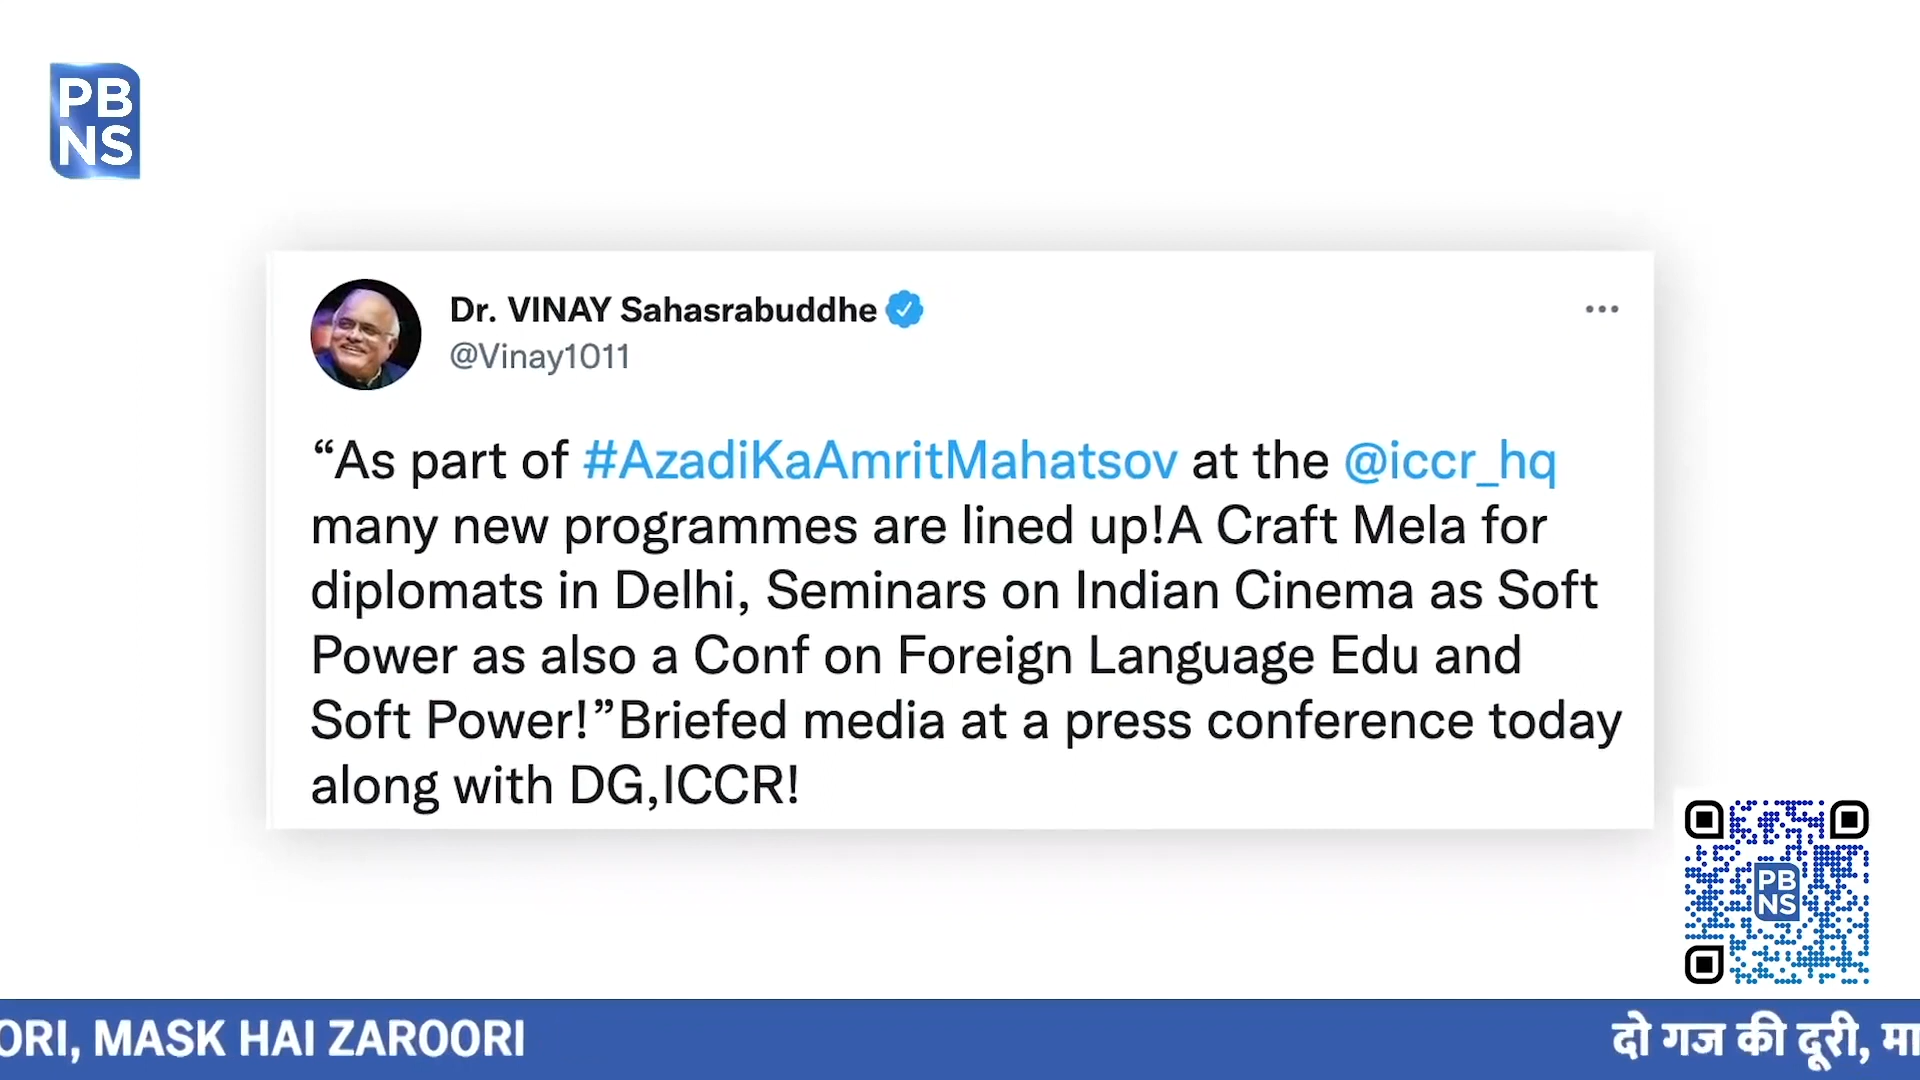 PB
NS
Dr. VINAY Sahasrabuddhe
@Vinay1011
“As part of #AzadiKaAmritMahatsov at the @iccr_hq
many new programmes are lined up!A Craft Mela for
diplomats in Delhi, Seminars on Indian Cinema as Soft
Power as also a Conf on Foreign Language Edu and
Soft Power!”Briefed media at a press conference today
along with DG,ICCR!
PB
NS
ORI, MASK HAI ZAROORI
दो गज की दूरी, मा